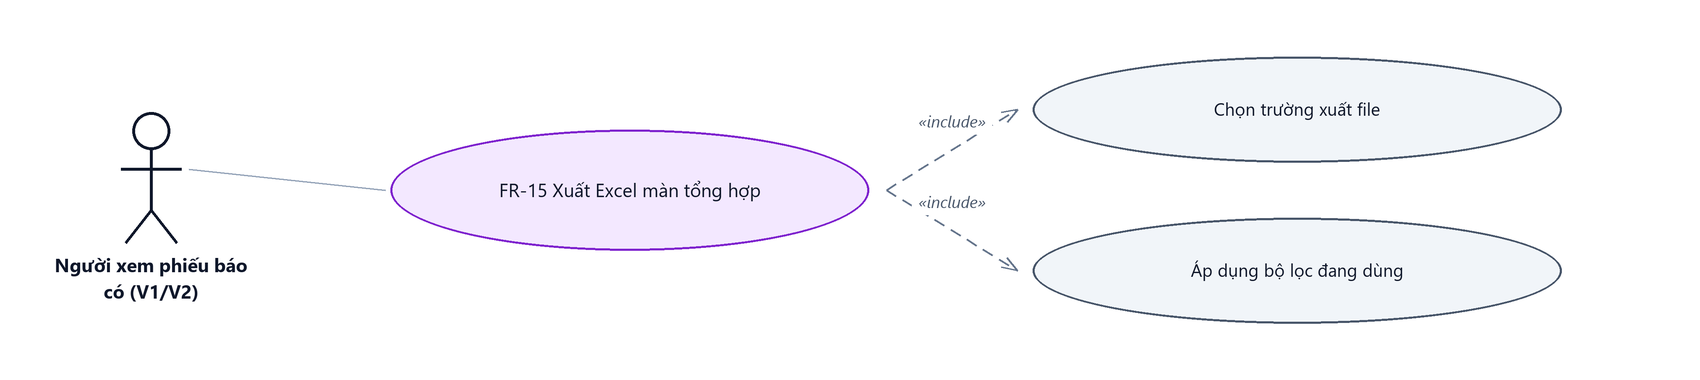 Người xem phiếu báo
có (V1/V2)
FR-15 Xuất Excel màn tổng hợp
«include»
«include»
Chọn trường xuất file
Áp dụng bộ lọc đang dùng